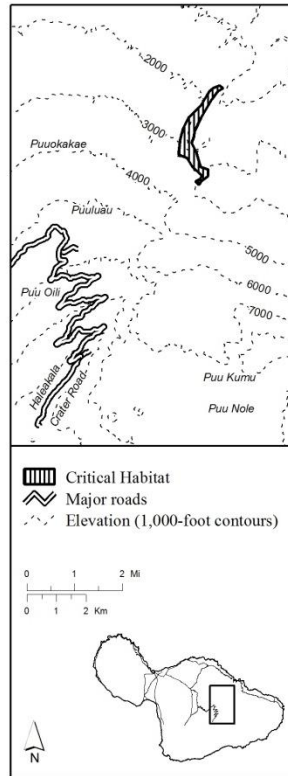 2000
3000
Puuokakae
4000
Puuluau
5000
6000
Puu Oili
7000
Haleakala
Crater Road
Puu Kumu
Puu Nole
Critical Habitat
Major roads
Elevation (1,000-foot contours)
0 1 2 Mi
0 1 2 Km
N